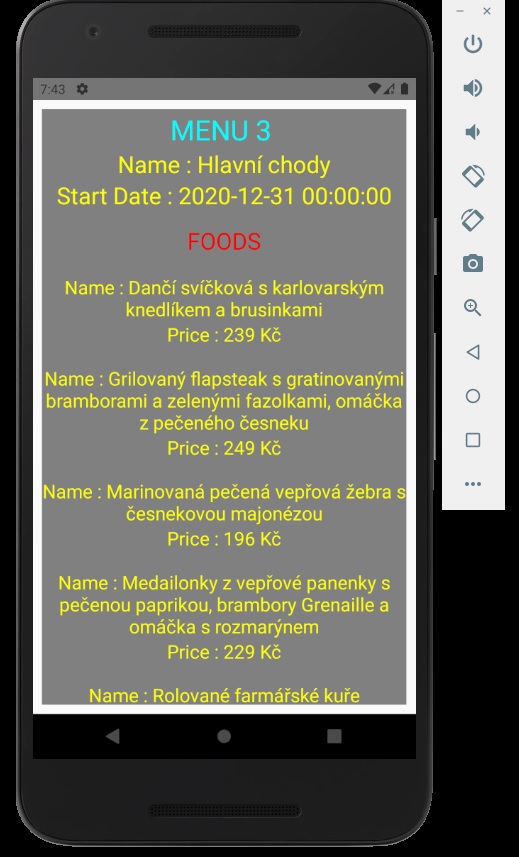 7:43
MENU 3
Name : Hlavní chody
Start Date : 2020-12-31 00:00:00
FOODS
Name : Dančí svíčková s karlovarským
knedlíkem a brusinkami
Price : 239 Kč
Name : Grilovaný flapsteak s gratinovanými
bramborami a zelenými fazolkami, omáčka
z pečeného česneku
Price : 249 Kč
Name : Marinovaná pečená vepřová žebra s
česnekovou majonézou
Price : 196 Kč
Name : Medailonky z vepřové panenky s
pečenou paprikou, brambory Grenaille a
omáčka s rozmarýnem
Price : 229 Kč
Name : Rolované farmářské kuře